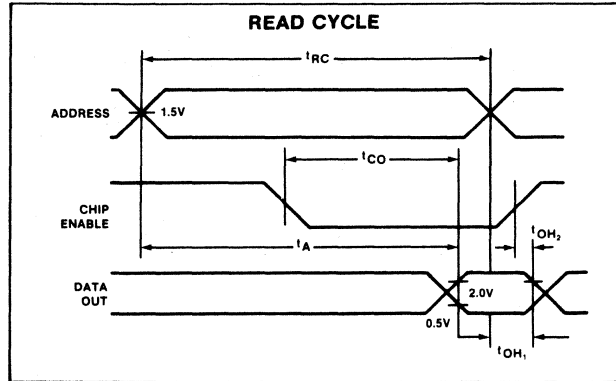 READ CYCLE
tRC
ADDRESS
1.5V
tCO
CHIP
ENABLE
tOH2
tA
DATA
OUT
2.0V
0.5V
tOH1